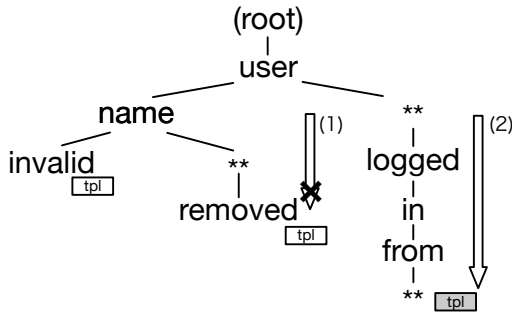 (root)
user
name
**
(1)
(2)
invalid
tpl
**
logged
removed
tpl
in
from
**
tpl